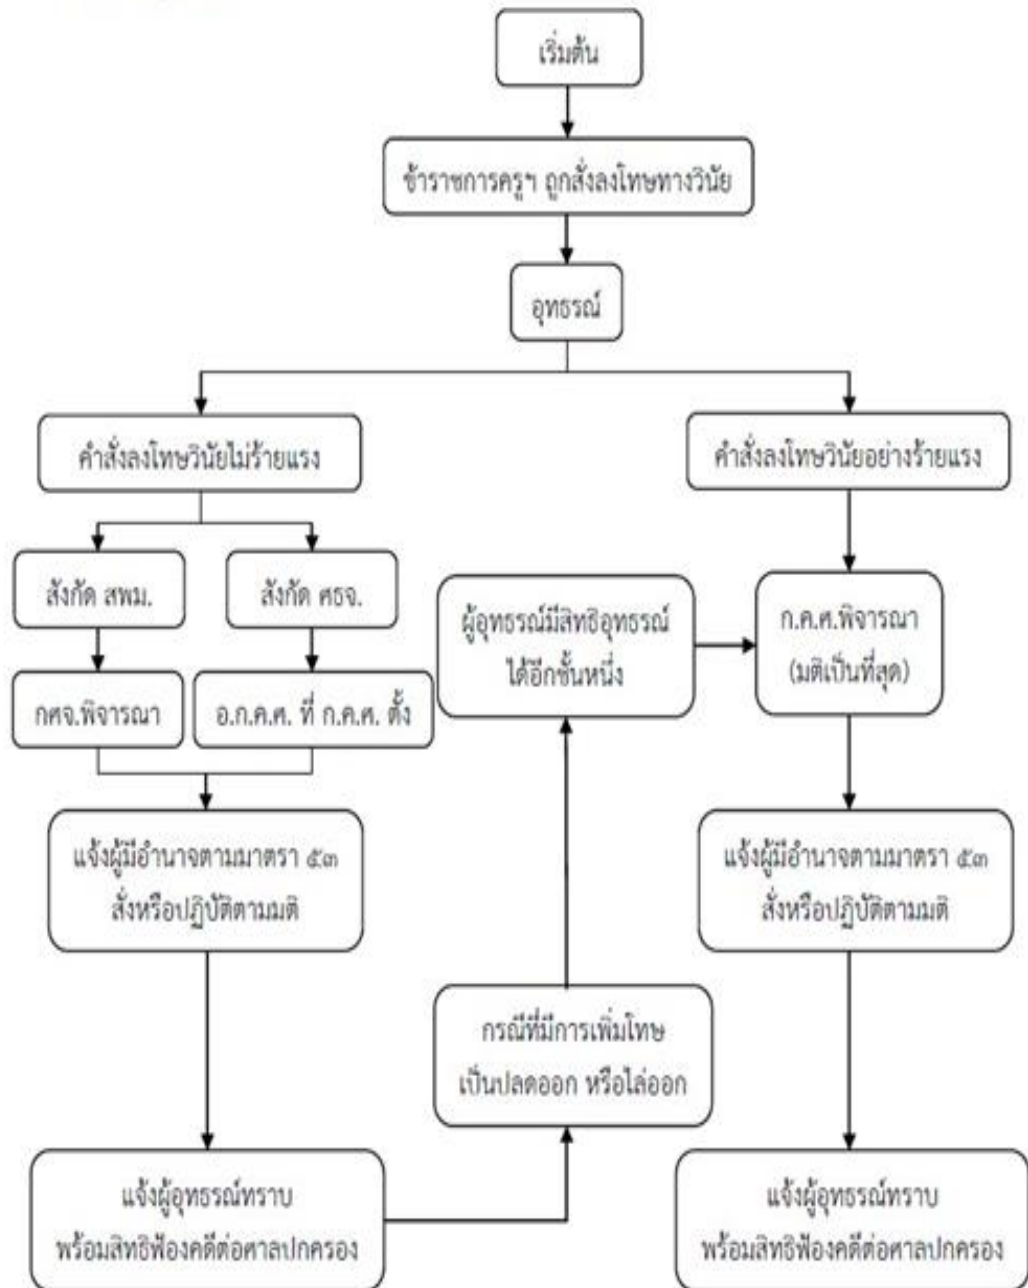 เริ่มต้น
ข้าราชการครูฯ ถูกสั่งลงโทษทางวินัย
อุทธรณ์
คำสั่งลงโทษวินัยไม่ร้ายแรง
คำสั่งลงโทษวินัยอย่างร้ายแรง
สังกัด สพม.
สังกัด ศธจ.
ผู้อุทธรณ์มีสิทธิอุทธรณ์
ได้อีกชั้นหนึ่ง
ก.ค.ศ.พิจารณา
(มติเป็นที่สุด)
กศจ.พิจารณา
อ.ก.ค.ศ. ที่ ก.ค.ศ. ตั้ง
แจ้งผู้มีอำนาจตามมาตรา ๕๓
สั่งหรือปฏิบัติตามมติ
แจ้งผู้มีอำนาจตามมาตรา ๕๓
สั่งหรือปฏิบัติตามมติ
กรณีที่มีการเพิ่มโทษ
เป็นปลดออก หรือไล่ออก
แจ้งผู้อุทธรณ์ทราบ
พร้อมสิทธิฟ้องคดีต่อศาลปกครอง
แจ้งผู้อุทธรณ์ทราบ
พร้อมสิทธิฟ้องคดีต่อศาลปกครอง